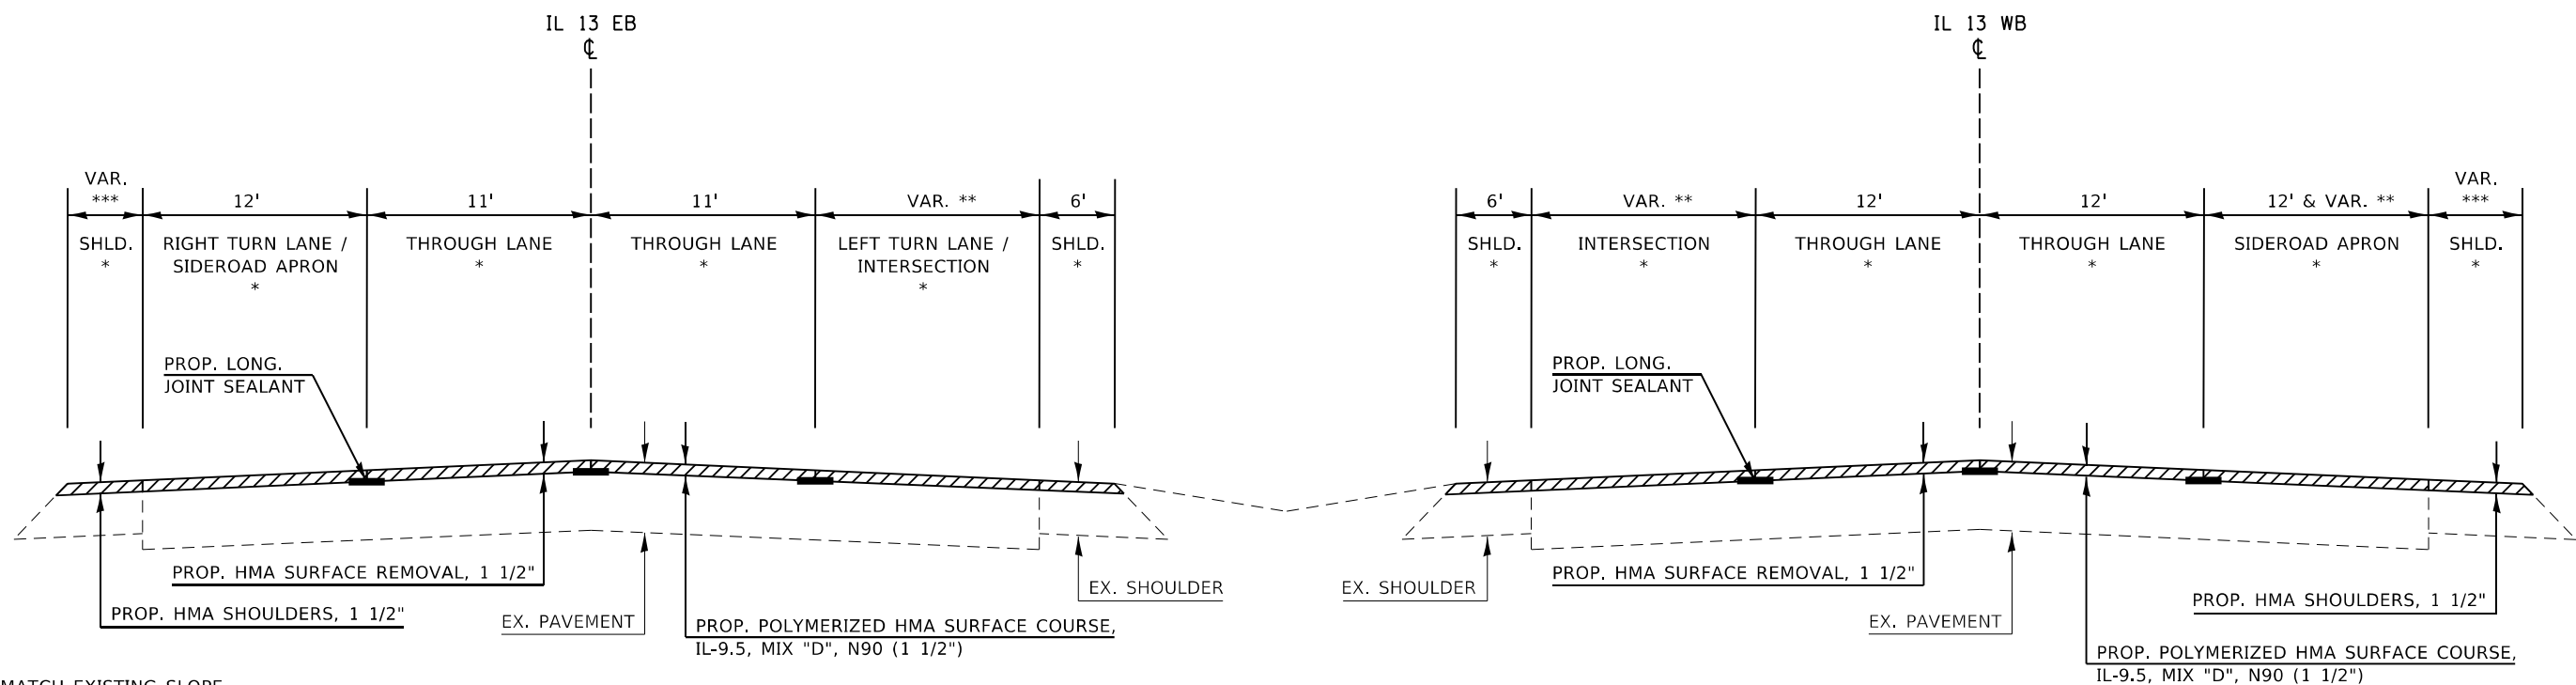 IL 13 EB
℄
IL 13 WB
℄
VAR.
***
12'
11'
11'
VAR. **
6'
SHLD.
*
RIGHT TURN LANE /
SIDEROAD APRON
*
THROUGH LANE
*
THROUGH LANE
*
LEFT TURN LANE /
INTERSECTION
*
SHLD.
*
6'
VAR. **
12'
12'
12' & VAR. **
VAR.
***
SHLD.
*
INTERSECTION
*
THROUGH LANE
*
THROUGH LANE
*
SIDEROAD APRON
*
SHLD.
*
PROP. LONG.
JOINT SEALANT
PROP. LONG.
JOINT SEALANT
PROP. HMA SURFACE REMOVAL, 1 1/2"
PROP. HMA SHOULDERS, 1 1/2"
EX. PAVEMENT
EX. SHOULDER
PROP. POLYMERIZED HMA SURFACE COURSE,
IL-9.5, MIX "D", N90 (1 1/2")
EX. SHOULDER
PROP. HMA SURFACE REMOVAL, 1 1/2"
EX. PAVEMENT
PROP. HMA SHOULDERS, 1 1/2"
PROP. POLYMERIZED HMA SURFACE COURSE,
IL-9.5, MIX "D", N90 (1 1/2")
MATCH EXISTING SLOPE